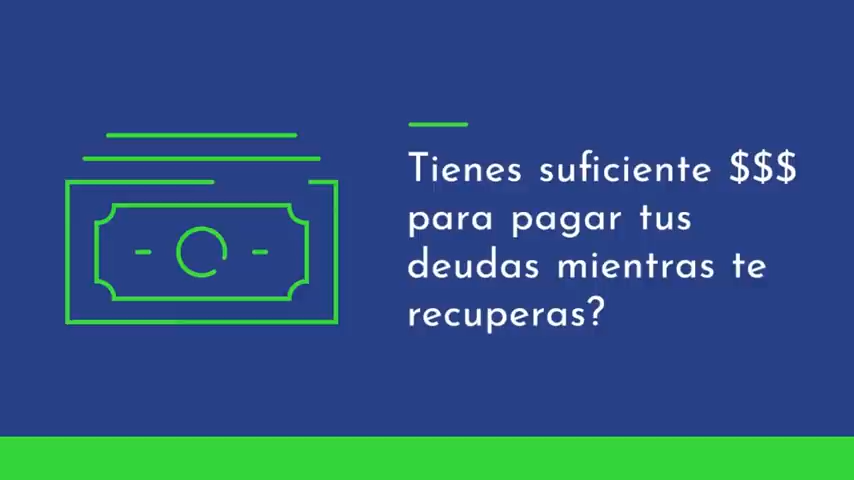 Tienes suficiente $$$
para pagar tus
deudas mientras te
recuperas?